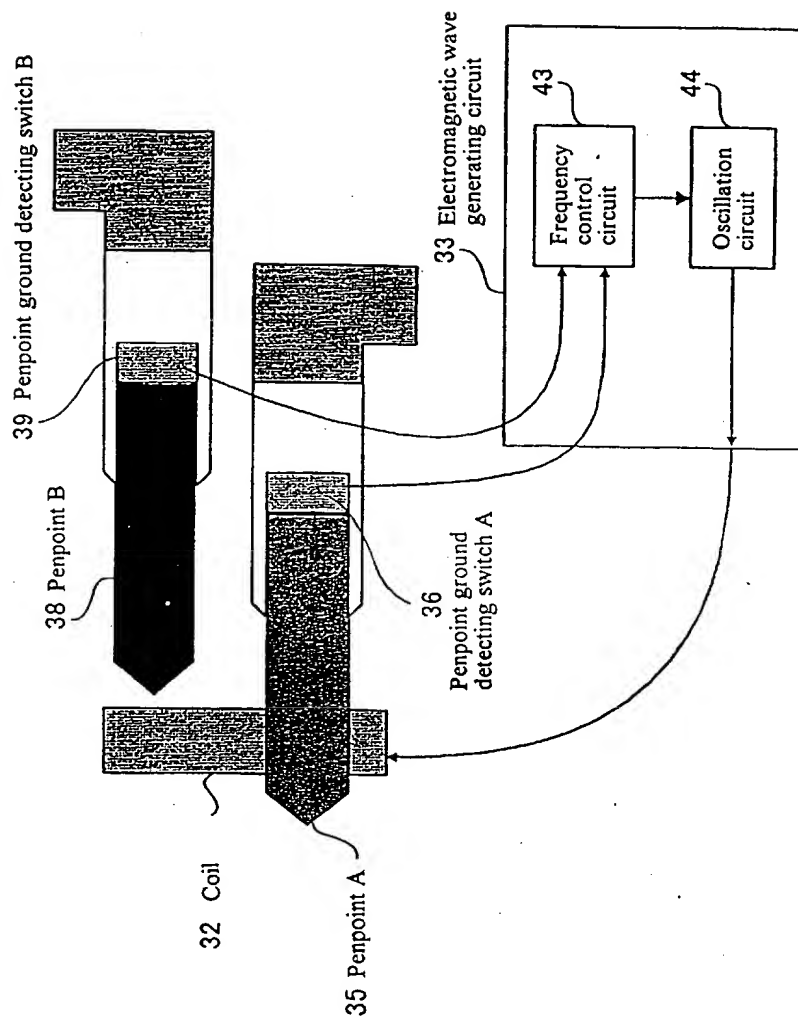 39 Penpoint ground detecting switch B
38 Penpoint B
32 Coil
35 Penpoint A
36
Penpoint ground
detecting switch A
33 Electromagnetic wave
generating circuit
43
Frequency
control
circuit
44
Oscillation
circuit